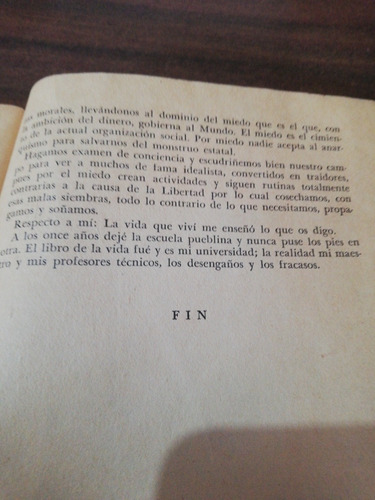 morales, llevándonos al dominio del miedo que es el que, con
ambición del dinero, gobierna al Mundo. El miedo es el cimien-
to de la actual organización social. Por miedo nadie acepta al anar-
quismo para salvarnos del monstruo estatal.
Hagamos examen de conciencia y escudriñemos bien nuestro cam-
po para ver a muchos de fama idealista, convertidos en traidores,
pues por el miedo crean actividades y siguen rutinas totalmente
contrarias a la causa de la Libertad por lo cual cosechamos, con
esas malas siembras, todo lo contrario de lo que necesitamos, propa-
gamos y soñamos.
Respecto a mí: La vida que viví me enseñó lo que os digo.
A los once años dejé la escuela pueblina y nunca puse los pies en
otra. El libro de la vida fué y es mi universidad; la realidad mi maes-
tro y mis profesores técnicos, los desengaños y los fracasos.
FIN